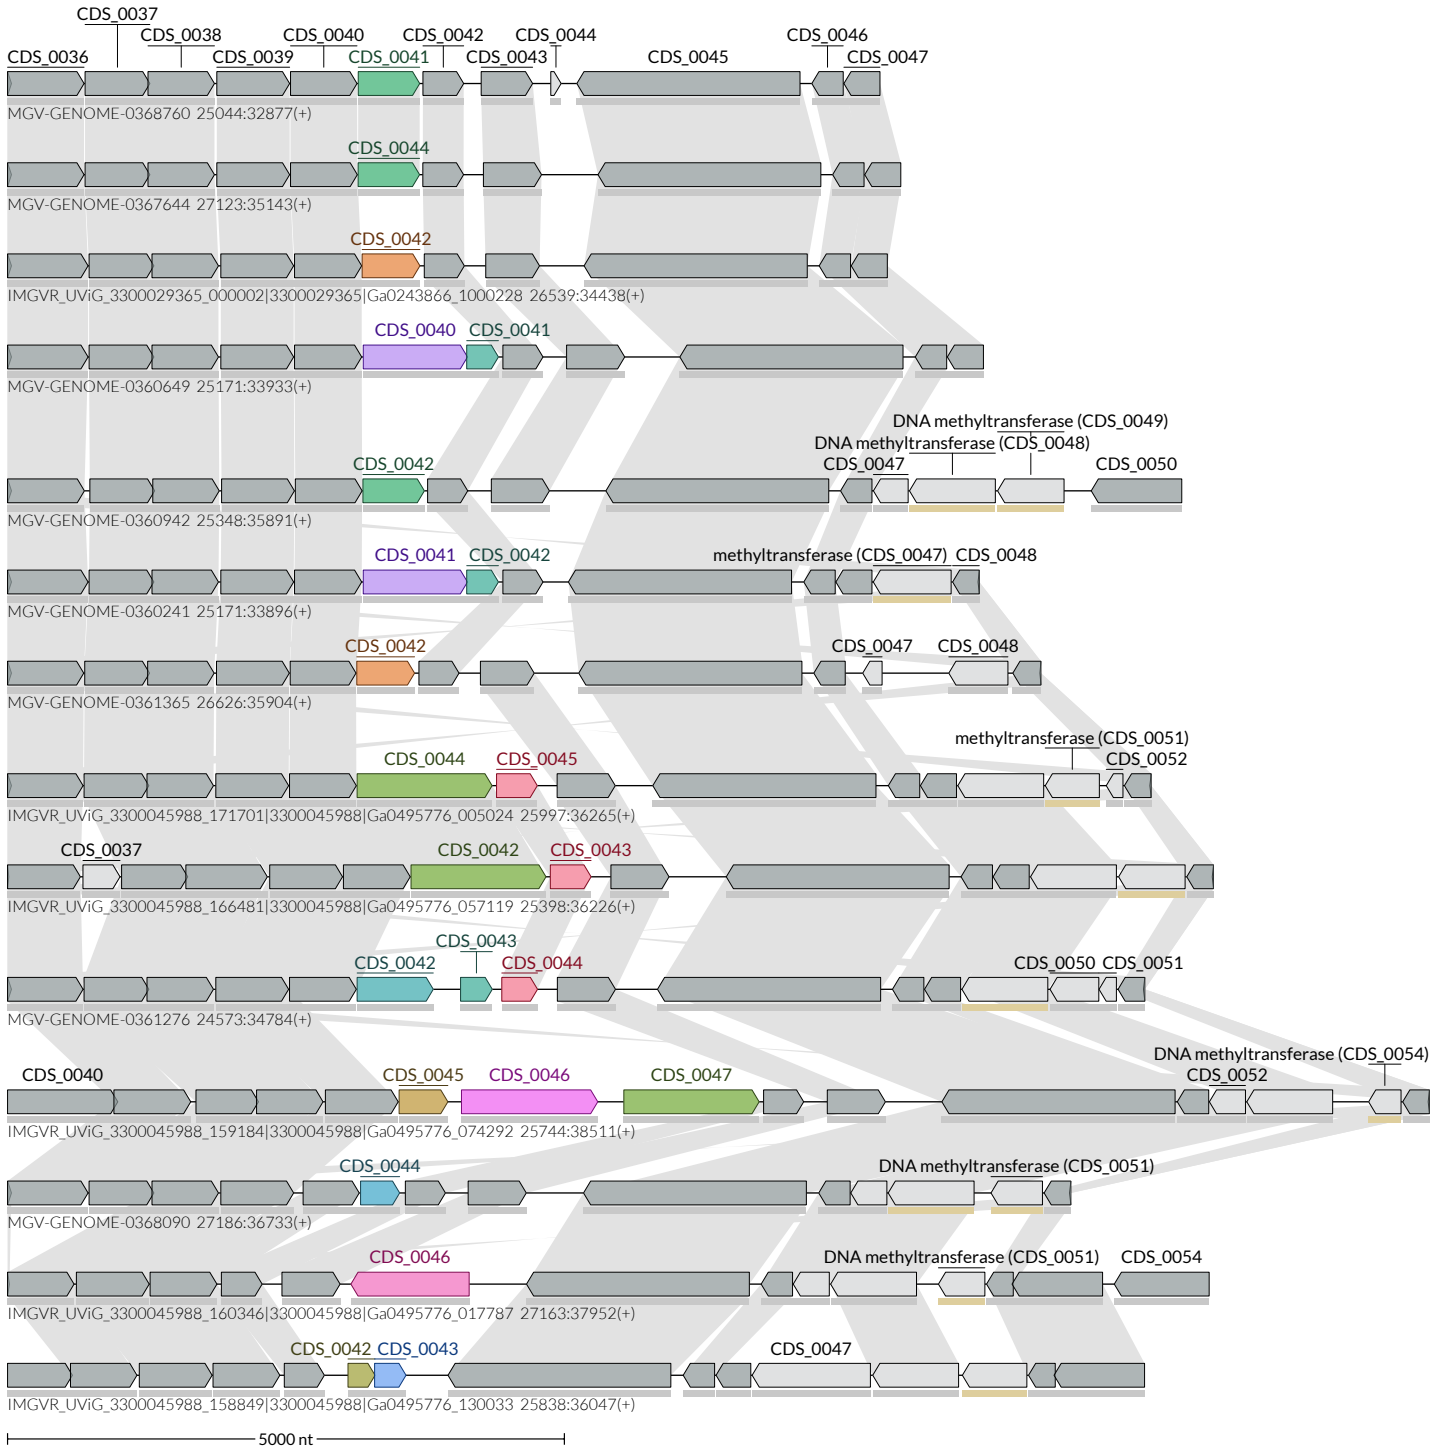 CDS_0037
CDS_0038 CDS_0040 CDS_0042 CDS_0044 CDS_0046
CDS_0036 CDS_0039 CDS_0041 CDS_0043 CDS_0045 CDS_0047
MGV-GENOME-0368760 25044:32877(+)
CDS_0044
MGV-GENOME-0367644 27123:35143(+)
CDS_0042
IMGVR_UViG_3300029365_000002|3300029365|Ga0243866_1000228 26539:34438(+)
CDS_0040 CDS_0041
MGV-GENOME-0360649 25171:33933(+)
DNA methyltransferase (CDS_0049)
DNA methyltransferase (CDS_0048)
CDS_0042 CDS_0047 CDS_0050
MGV-GENOME-0360942 25348:35891(+)
CDS_0041 CDS_0042 methyltransferase (CDS_0047) CDS_0048
MGV-GENOME-0360241 25171:33896(+)
CDS_0042 CDS_0047 CDS_0048
MGV-GENOME-0361365 26626:35904(+)
methyltransferase (CDS_0051)
CDS_0044 CDS_0045 CDS_0052
IMGVR_UViG_3300045988_171701|3300045988|Ga0495776_005024 25997:36265(+)
CDS_0037 CDS_0042 CDS_0043
IMGVR_UViG_3300045988_166481|3300045988|Ga0495776_057119 25398:36226(+)
CDS_0043
CDS_0042 CDS_0044 CDS_0050 CDS_0051
MGV-GENOME-0361276 24573:34784(+)
DNA methyltransferase (CDS_0054)
CDS_0040 CDS_0045 CDS_0046 CDS_0047 CDS_0052
IMGVR_UViG_3300045988_159184|3300045988|Ga0495776_074292 25744:38511(+)
CDS_0044 DNA methyltransferase (CDS_0051)
MGV-GENOME-0368090 27186:36733(+)
CDS_0046 DNA methyltransferase (CDS_0051) CDS_0054
IMGVR_UViG_3300045988_160346|3300045988|Ga0495776_017787 27163:37952(+)
CDS_0042 CDS_0043 CDS_0047
IMGVR_UViG_3300045988_158849|3300045988|Ga0495776_130033 25838:36047(+)
5000 nt